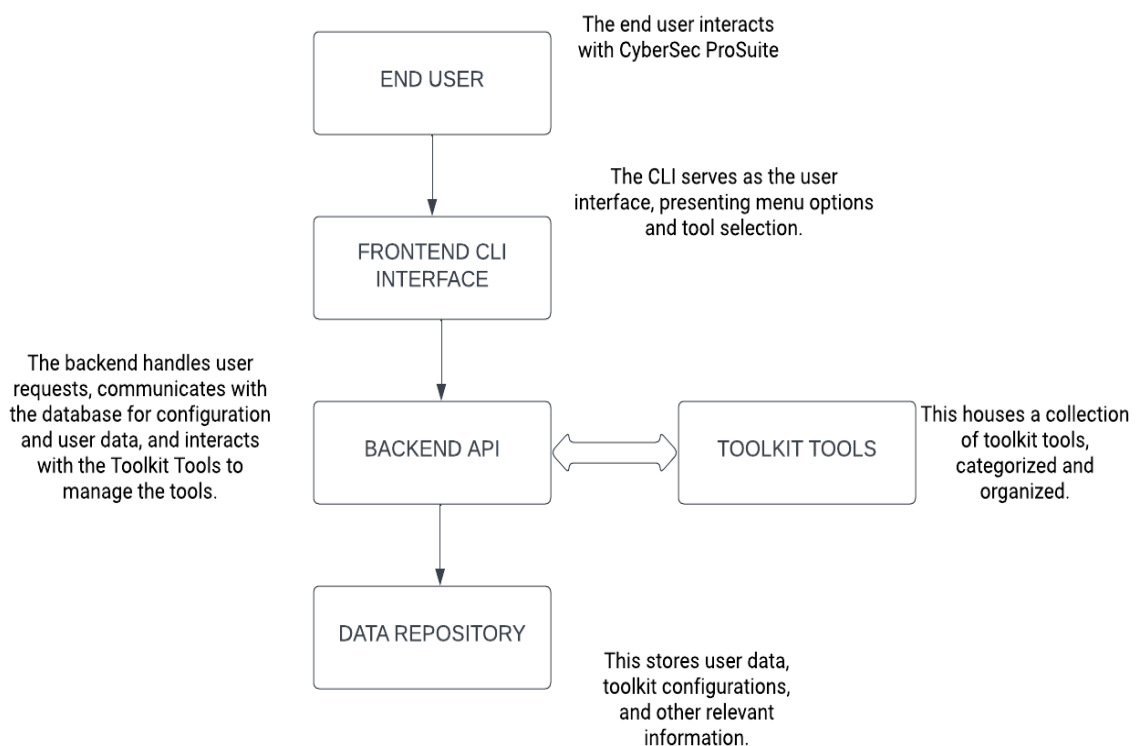 The end user interacts
with CyberSec ProSuite
END USER
The CLI serves as the user
interface, presenting menu options
and tool selection.
FRONTEND CLI
INTERFACE
The backend handles user
requests, communicates with
the database for configuration
and user data, and interacts
with the Toolkit Tools to
manage the tools.
BACKEND API
TOOLKIT TOOLS
This houses a collection
of toolkit tools,
categorized and
organized.
DATA REPOSITORY
This stores user data,
toolkit configurations,
and other relevant
information.